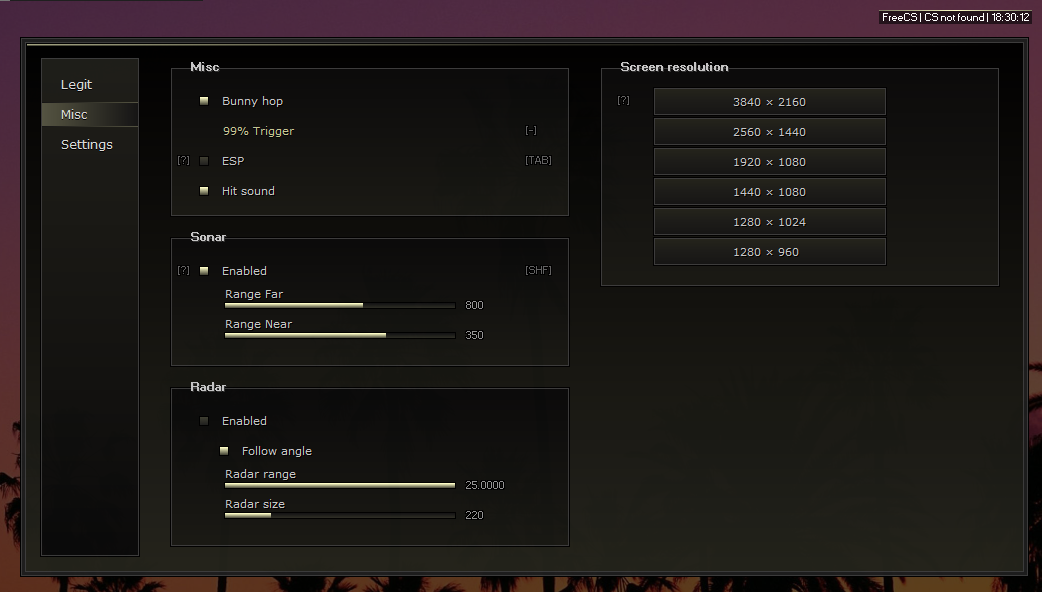 FreeCS | CS not found | 18:30:12
Legit
Misc
Settings
Misc
Bunny hop
99% Trigger [-]
[?] ESP [TAB]
Hit sound
Sonar
[?] Enabled [SHF]
Range Far
800
Range Near
350
Radar
Enabled
Follow angle
Radar range
25.0000
Radar size
220
Screen resolution
[?] 3840 × 2160
2560 × 1440
1920 × 1080
1440 × 1080
1280 × 1024
1280 × 960